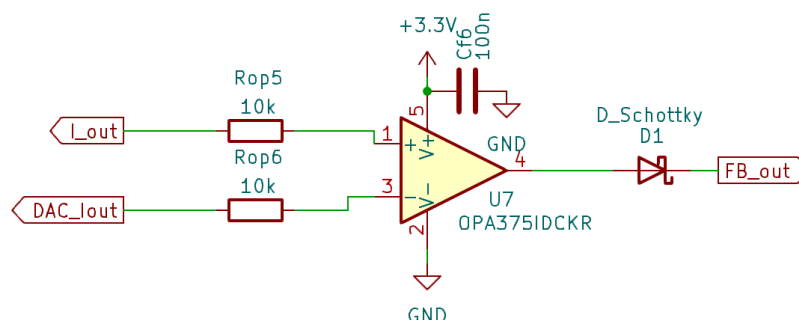 +3.3V
Cf6
100n
Rop5
10k
I_out
Rop6
10k
DAC_Iout
1
3
5
2
4
+
-
V+
V-
GND
U7
OPA375IDCKR
GND
D_Schottky
D1
FB_out